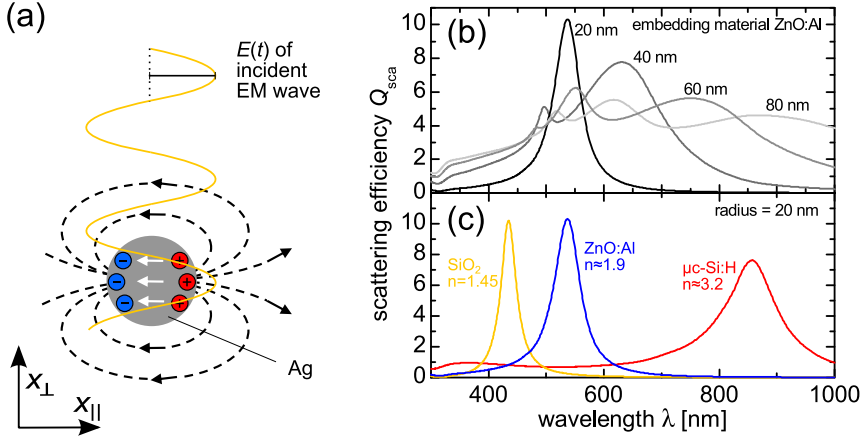 (a)
E(t) of
incident
EM wave
− + − + − +
Ag
x⊥
x||
scattering efficiency Qsca
(b)
embedding material ZnO:Al
20 nm
40 nm
60 nm
80 nm
10
8
6
4
2
0
(c)
radius = 20 nm
SiO₂
n=1.45
ZnO:Al
n≈1.9
µc-Si:H
n≈3.2
10
8
6
4
2
0
400 600 800 1000
wavelength λ [nm]